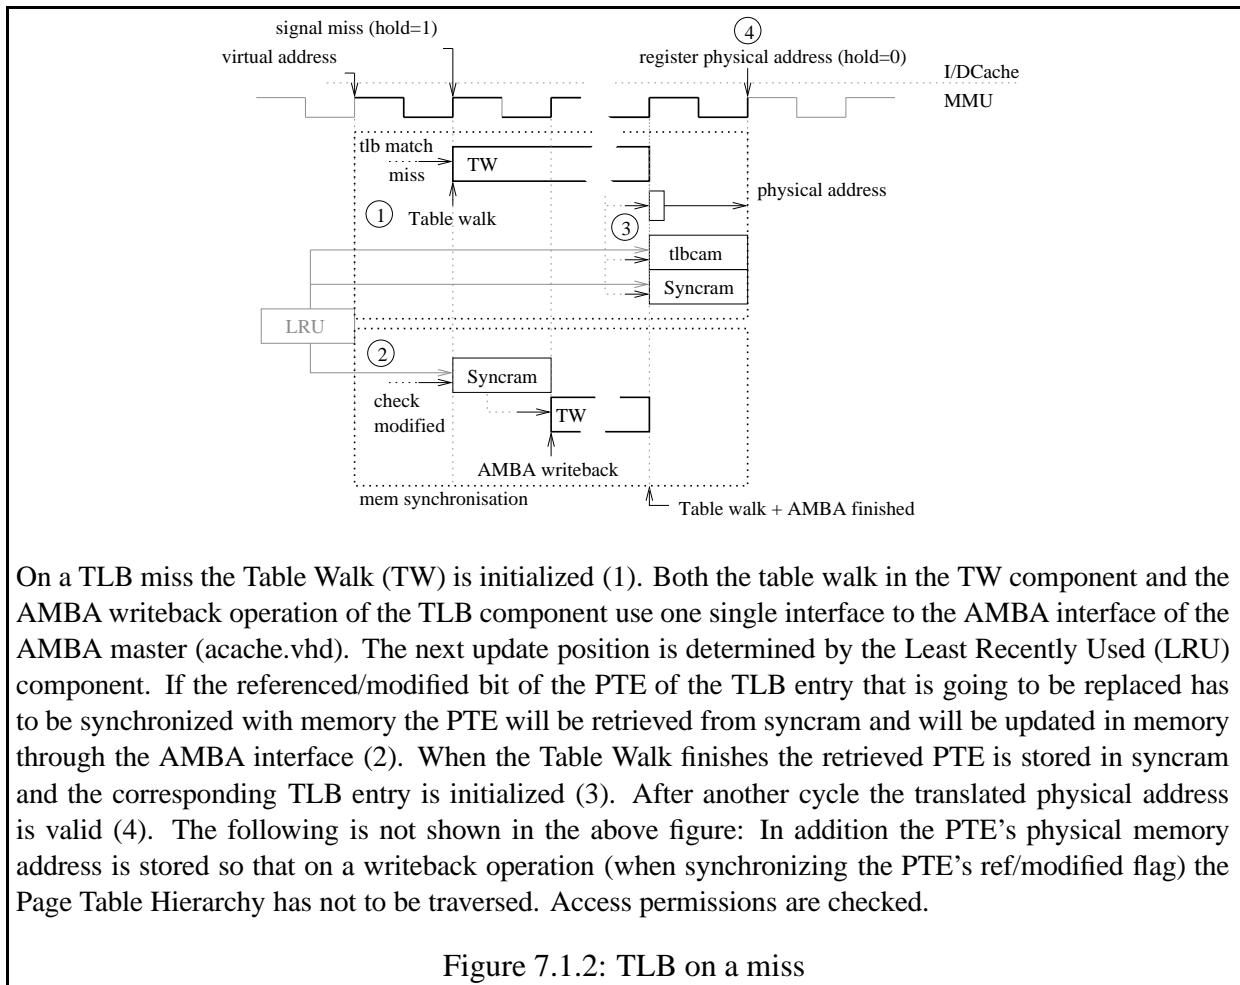 signal miss (hold=1)
4
virtual address
register physical address (hold=0)
I/DCache
MMU
tlb match
TW
miss
physical address
1
Table walk
3
tlbcam
Syncram
LRU
2
Syncram
check
modified
TW
AMBA writeback
mem synchronisation
Table walk + AMBA finished
On a TLB miss the Table Walk (TW) is initialized (1). Both the table walk in the TW component and the
AMBA writeback operation of the TLB component use one single interface to the AMBA interface of the
AMBA master (acache.vhd). The next update position is determined by the Least Recently Used (LRU)
component. If the referenced/modified bit of the PTE of the TLB entry that is going to be replaced has
to be synchronized with memory the PTE will be retrieved from syncram and will be updated in memory
through the AMBA interface (2). When the Table Walk finishes the retrieved PTE is stored in syncram
and the corresponding TLB entry is initialized (3). After another cycle the translated physical address
is valid (4). The following is not shown in the above figure: In addition the PTE's physical memory
address is stored so that on a writeback operation (when synchronizing the PTE's ref/modified flag) the
Page Table Hierarchy has not to be traversed. Access permissions are checked.
Figure 7.1.2: TLB on a miss